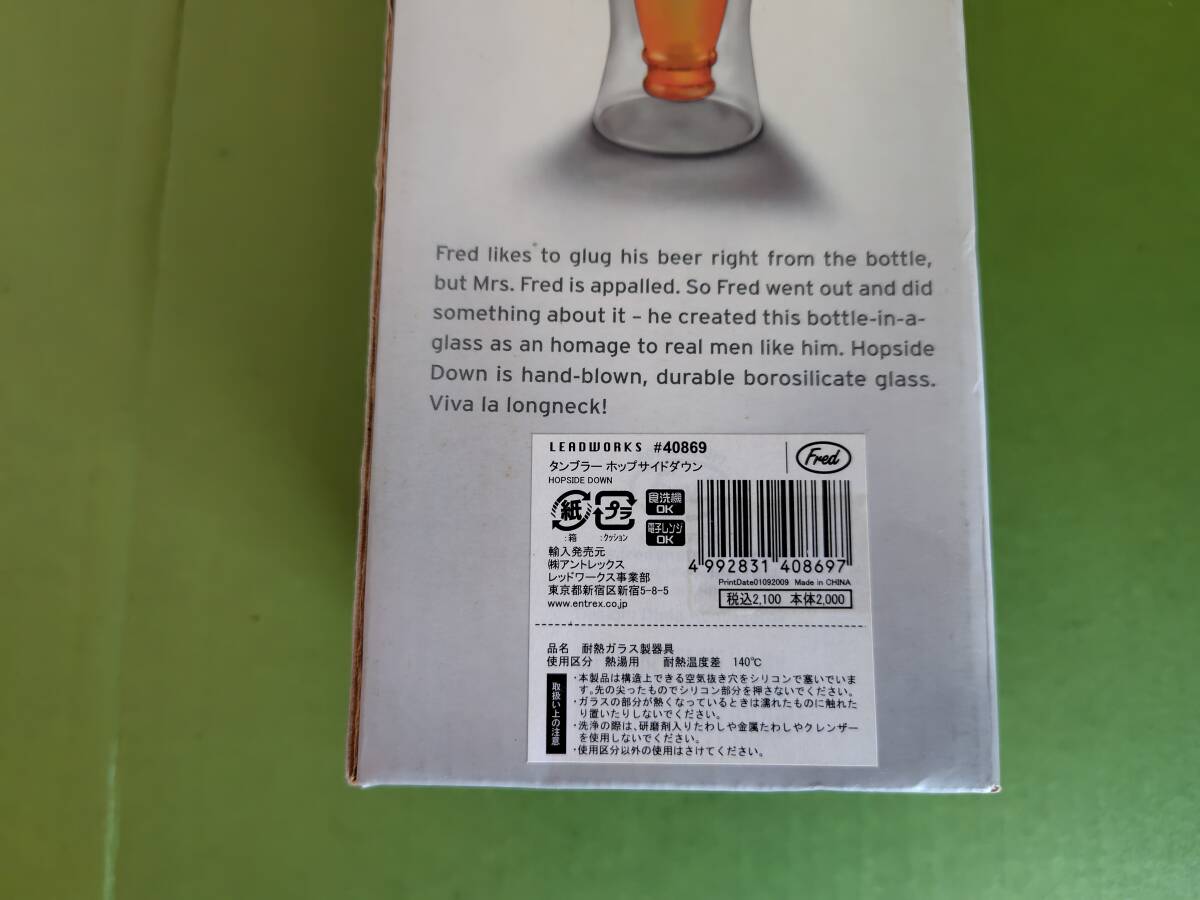 Fred likes to glug his beer right from the bottle,
but Mrs. Fred is appalled. So Fred went out and did
something about it – he created this bottle-in-a-
glass as an homage to real men like him. Hopside
Down is hand-blown, durable borosilicate glass.
Viva la longneck!
LEADWORKS #40869
Fred
タンブラー ホップサイドダウン
HOPSIDE DOWN
紙
プラ
食洗機
OK
電子レンジ
OK
:箱
:クッション
輸入発売元
㈱アントレックス
レッドワークス事業部
東京都新宿区新宿5-8-5
www.entrex.co.jp
4 992831 408697
PrintDate01092009 Made in CHINA
税込2,100 本体2,000
品名 耐熱ガラス製器具
使用区分 熱湯用 耐熱温度差 140℃
取扱い上の注意
・本製品は構造上できる空気抜き穴をシリコンで塞いでいま
す。先の尖ったものでシリコン部分を押さないでください。
・ガラスの部分が熱くなっているときは濡れたものに触れた
り置いたりしないでください。
・洗浄の際は、研磨剤入りたわしや金属たわしやクレンザー
を使用しないでください。
・使用区分以外の使用はさけてください。